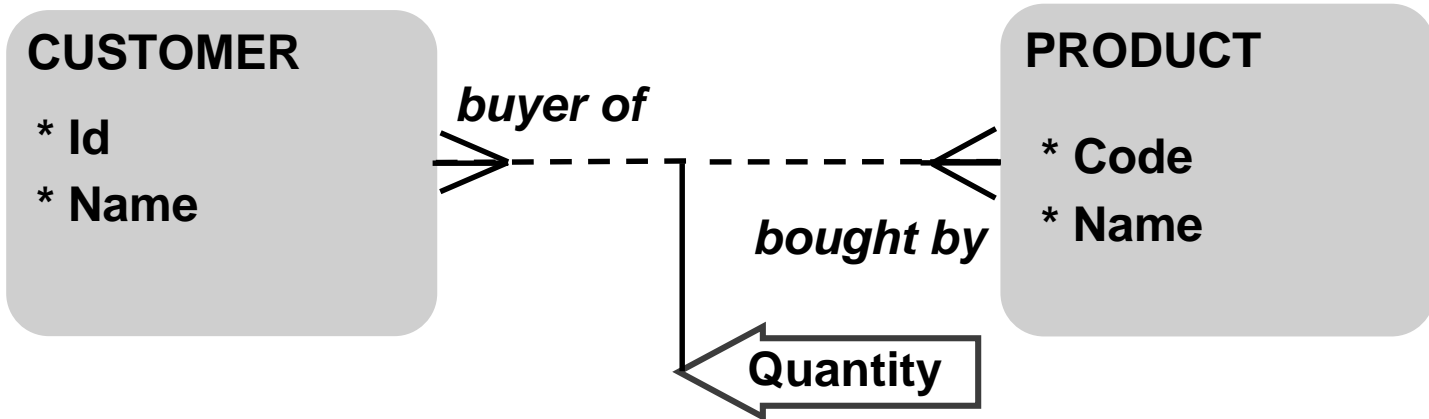 CUSTOMER
* Id
* Name
buyer of
bought by
PRODUCT
* Code
* Name
Quantity